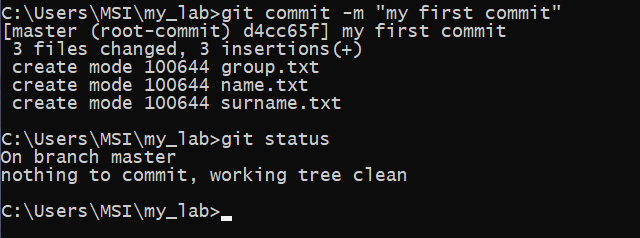 C:\Users\MSI\my_lab>git commit -m "my first commit"
[master (root-commit) d4cc65f] my first commit
 3 files changed, 3 insertions(+)
 create mode 100644 group.txt
 create mode 100644 name.txt
 create mode 100644 surname.txt
C:\Users\MSI\my_lab>git status
On branch master
nothing to commit, working tree clean
C:\Users\MSI\my_lab>